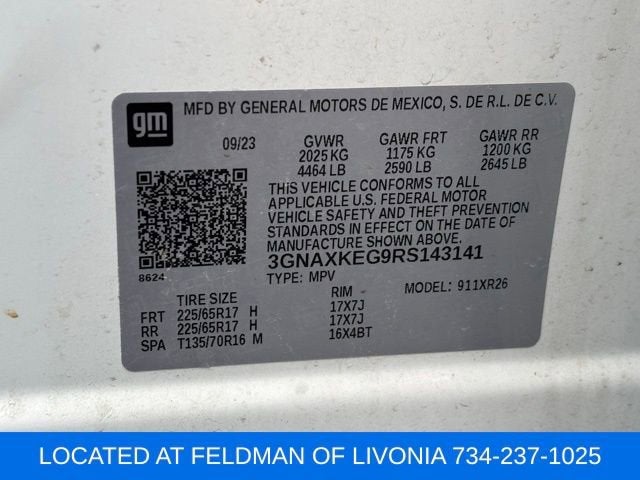 gm
MFD BY GENERAL MOTORS DE MEXICO, S. DE R.L. DE C.V.
09/23 GVWR GAWR FRT GAWR RR
2025 KG 1175 KG 1200 KG
4464 LB 2590 LB 2645 LB
THIS VEHICLE CONFORMS TO ALL
APPLICABLE U.S. FEDERAL MOTOR
VEHICLE SAFETY AND THEFT PREVENTION
STANDARDS IN EFFECT ON THE DATE OF
MANUFACTURE SHOWN ABOVE.
8624
3GNAXKEG9RS143141
TYPE: MPV MODEL: 911XR26
TIRE SIZE RIM
FRT 225/65R17 H 17X7J
RR 225/65R17 H 17X7J
SPA T135/70R16 M 16X4BT
LOCATED AT FELDMAN OF LIVONIA 734-237-1025